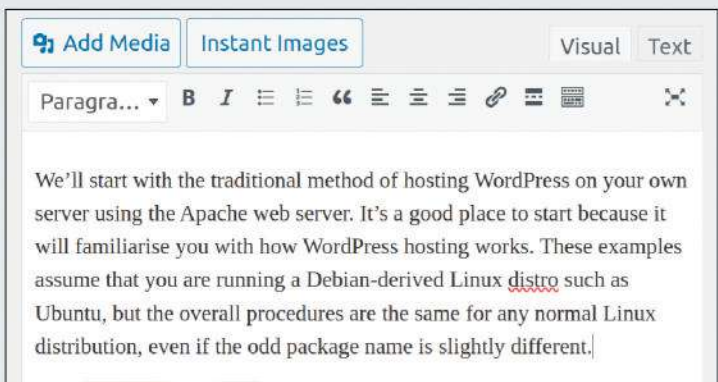 Add Media Instant Images Visual Text
Paragra... B I “
We’ll start with the traditional method of hosting WordPress on your own
server using the Apache web server. It’s a good place to start because it
will familiarise you with how WordPress hosting works. These examples
assume that you are running a Debian-derived Linux distro such as
Ubuntu, but the overall procedures are the same for any normal Linux
distribution, even if the odd package name is slightly different.